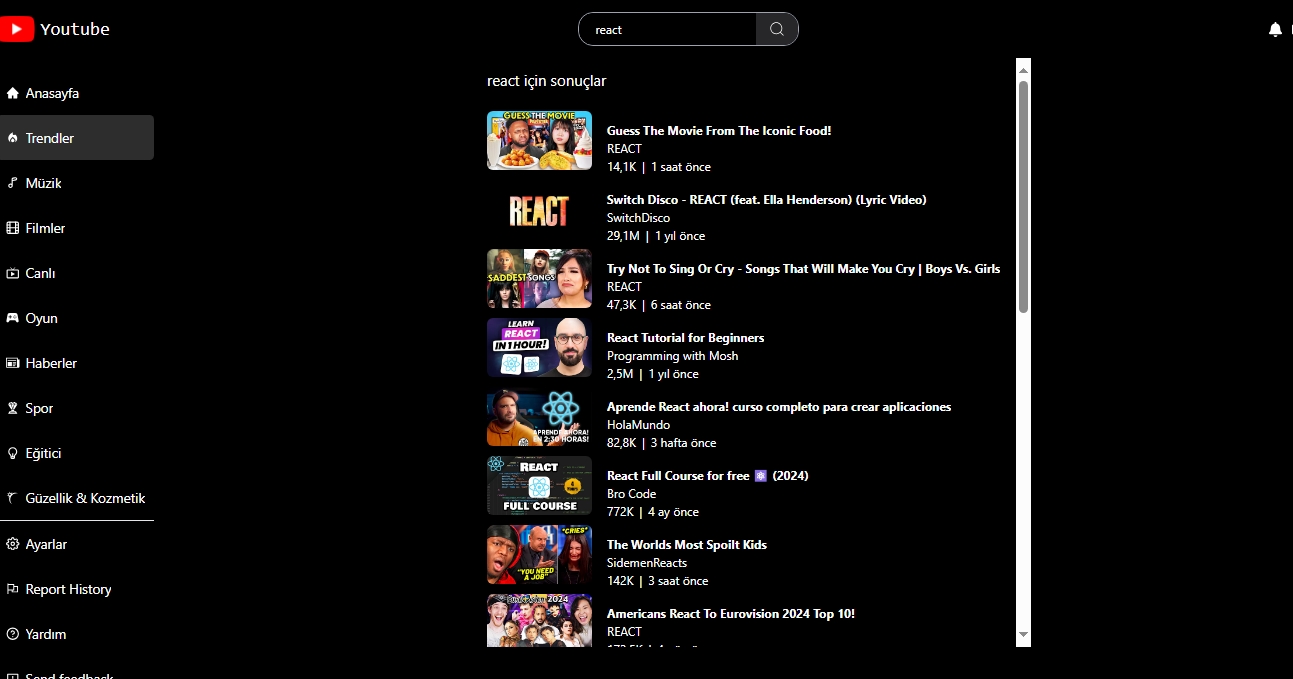 Youtube
react
Anasayfa
Trendler
Müzik
Filmler
Canlı
Oyun
Haberler
Spor
Eğitici
Güzellik & Kozmetik
Ayarlar
Report History
Yardım
Send feedback
react için sonuçlar
GUESS THE MOVIE
Guess The Movie From The Iconic Food!
REACT
14,1K | 1 saat önce
REACT
Switch Disco - REACT (feat. Ella Henderson) (Lyric Video)
SwitchDisco
29,1M | 1 yıl önce
SADDEST SONGS
Try Not To Sing Or Cry - Songs That Will Make You Cry | Boys Vs. Girls
REACT
47,3K | 6 saat önce
LEARN
REACT
IN 1 HOUR!
React Tutorial for Beginners
Programming with Mosh
2,5M | 1 yıl önce
APRENDE AHORA!
EN 2:30 HORAS!
Aprende React ahora! curso completo para crear aplicaciones
HolaMundo
82,8K | 3 hafta önce
REACT
FULL COURSE
React Full Course for free ⚛️ (2024)
Bro Code
772K | 4 ay önce
*CRIES*
"YOU NEED
A JOB"
The Worlds Most Spoilt Kids
SidemenReacts
142K | 3 saat önce
2024
Americans React To Eurovision 2024 Top 10!
REACT